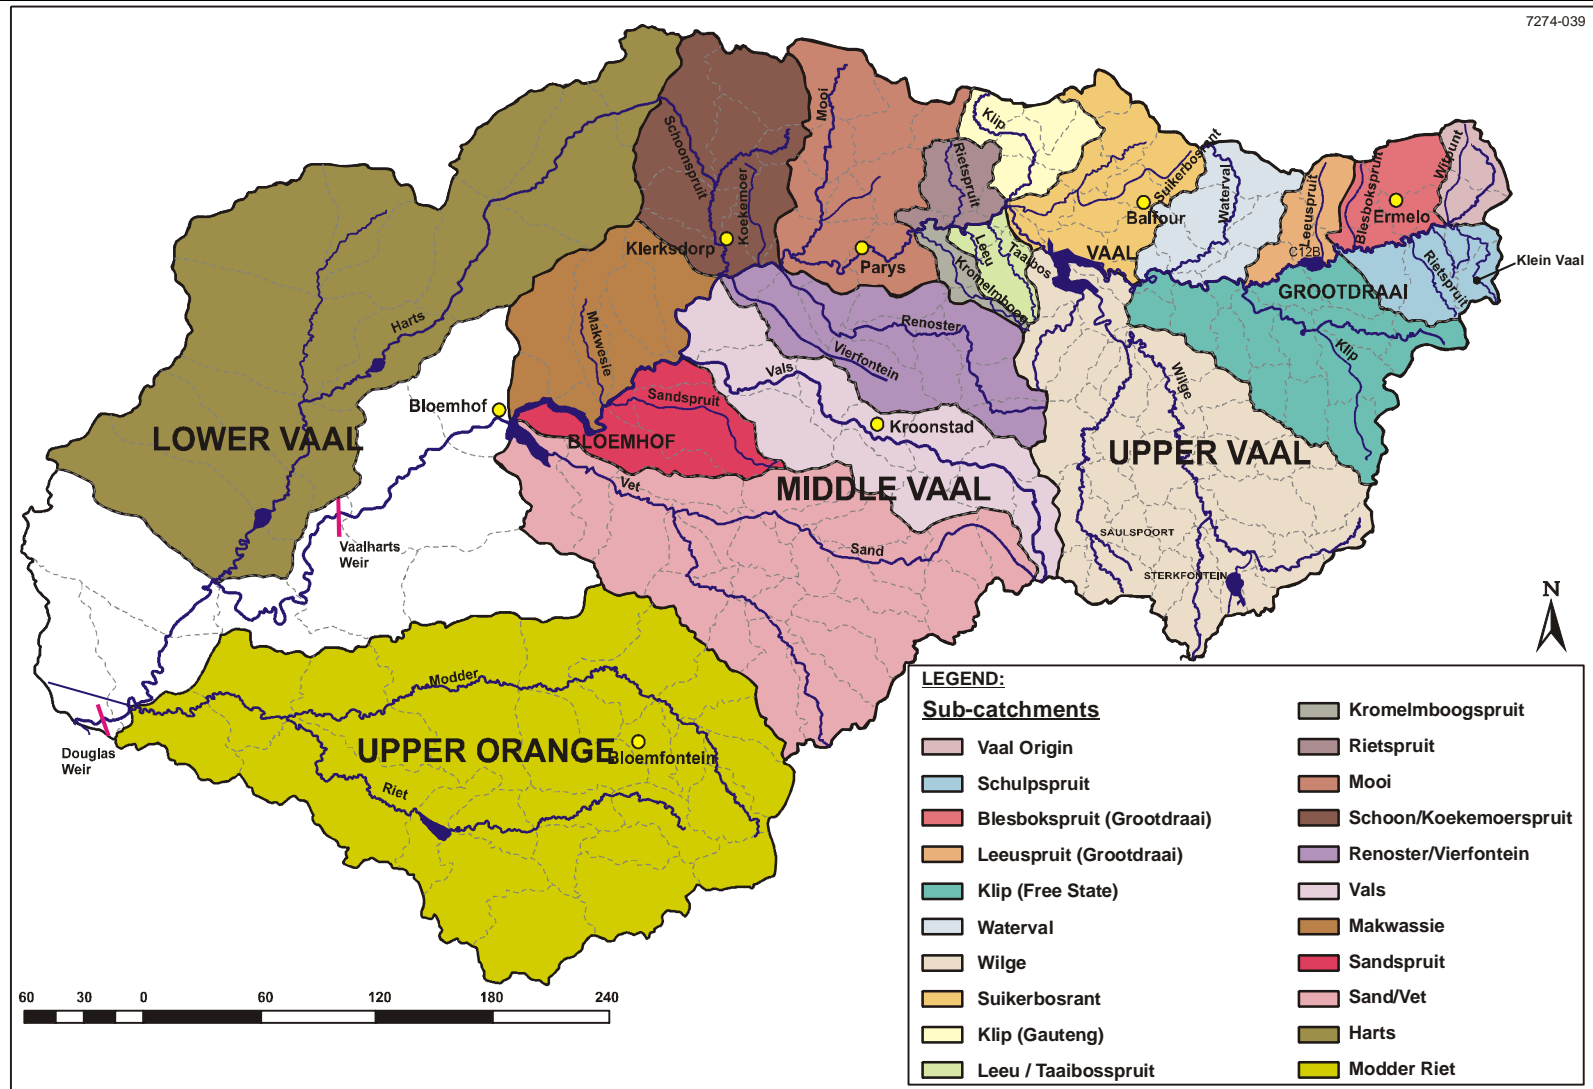 7274-039
Mooi
Klip
Schoonspruit
Koekemoer
Rietspruit
Suikerbosrant
Waterval
Leeuspruit
Blesbokspruit
Witpunt
Ermelo
Balfour
Klerksdorp
Parys
Leeu
Taaibos
Kromelmboog
VAAL
C12B
Rietspruit
Klein Vaal
GROOTDRAAI
Harts
Makwesie
Renoster
Vierfontein
Klip
Vals
Wilge
Sandspruit
Bloemhof
Kroonstad
LOWER VAAL
BLOEMHOF
UPPER VAAL
Vet
MIDDLE VAAL
SAULSPOORT
Vaalharts
Weir
Sand
STERKFONTEIN
N
Modder
Douglas
Weir
UPPER ORANGE
Bloemfontein
Riet
60 30 0 60 120 180 240
LEGEND:
Sub-catchments
Vaal Origin
Schulpspruit
Blesbokspruit (Grootdraai)
Leeuspruit (Grootdraai)
Klip (Free State)
Waterval
Wilge
Suikerbosrant
Klip (Gauteng)
Leeu / Taaibosspruit
Kromelmboogspruit
Rietspruit
Mooi
Schoon/Koekemoerspruit
Renoster/Vierfontein
Vals
Makwassie
Sandspruit
Sand/Vet
Harts
Modder Riet